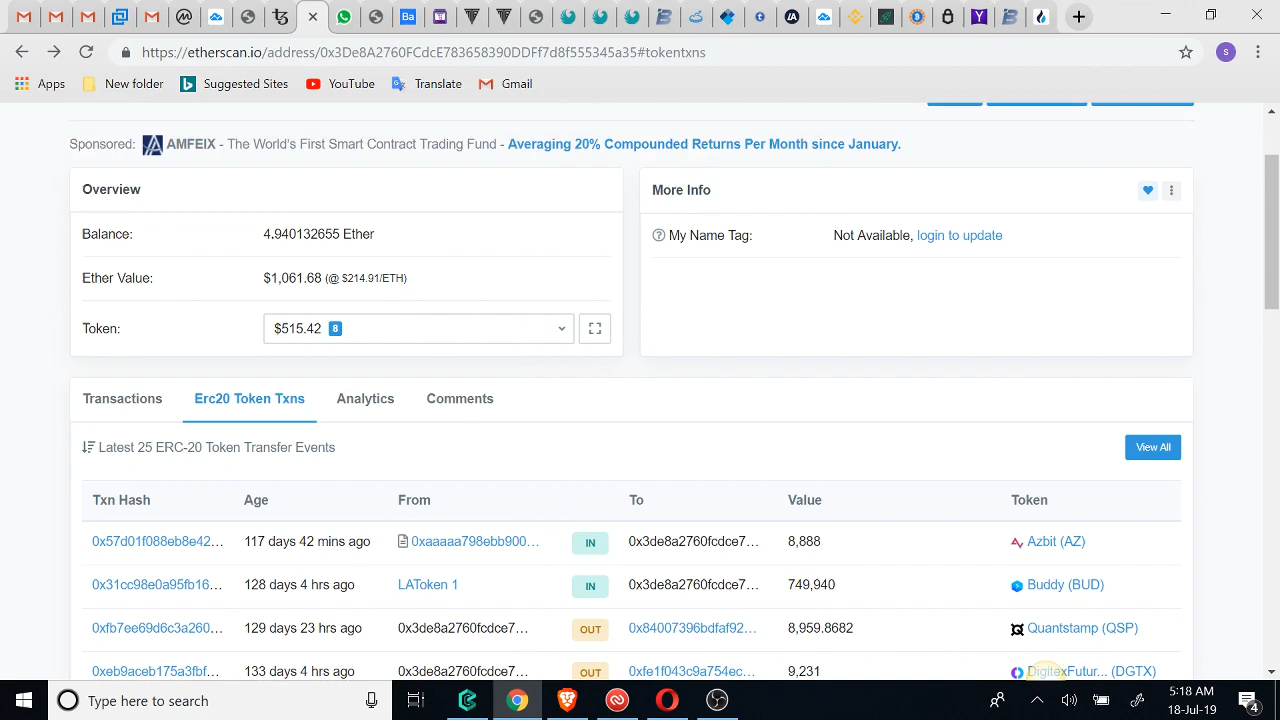 https://etherscan.io/address/0x3De8A2760FCdcE783658390DDFf7d8f555345a35#tokentxns
S
Apps New folder Suggested Sites YouTube Translate Gmail
Sponsored: AMFEIX - The World's First Smart Contract Trading Fund - Averaging 20% Compounded Returns Per Month since January.
Overview
Balance: 4.940132655 Ether
Ether Value: $1,061.68 (@ $214.91/ETH)
Token: $515.42 8
More Info
My Name Tag: Not Available, login to update
Transactions Erc20 Token Txns Analytics Comments
Latest 25 ERC-20 Token Transfer Events View All
Txn Hash Age From To Value Token
0x57d01f088eb8e42... 117 days 42 mins ago 0xaaaaa798ebb900... IN 0x3de8a2760fcdce7... 8,888 Azbit (AZ)
0x31cc98e0a95fb16... 128 days 4 hrs ago LAToken 1 IN 0x3de8a2760fcdce7... 749,940 Buddy (BUD)
0xfb7ee69d6c3a260... 129 days 23 hrs ago 0x3de8a2760fcdce7... OUT 0x84007396bdfaf92... 8,959.8682 Quantstamp (QSP)
0xeb9aceb175a3fbf... 133 days 4 hrs ago 0x3de8a2760fcdce7... OUT 0xfe1f043c9a754ec... 9,231 DigitexFutur... (DGTX)
Type here to search
5:18 AM
18-Jul-19
4